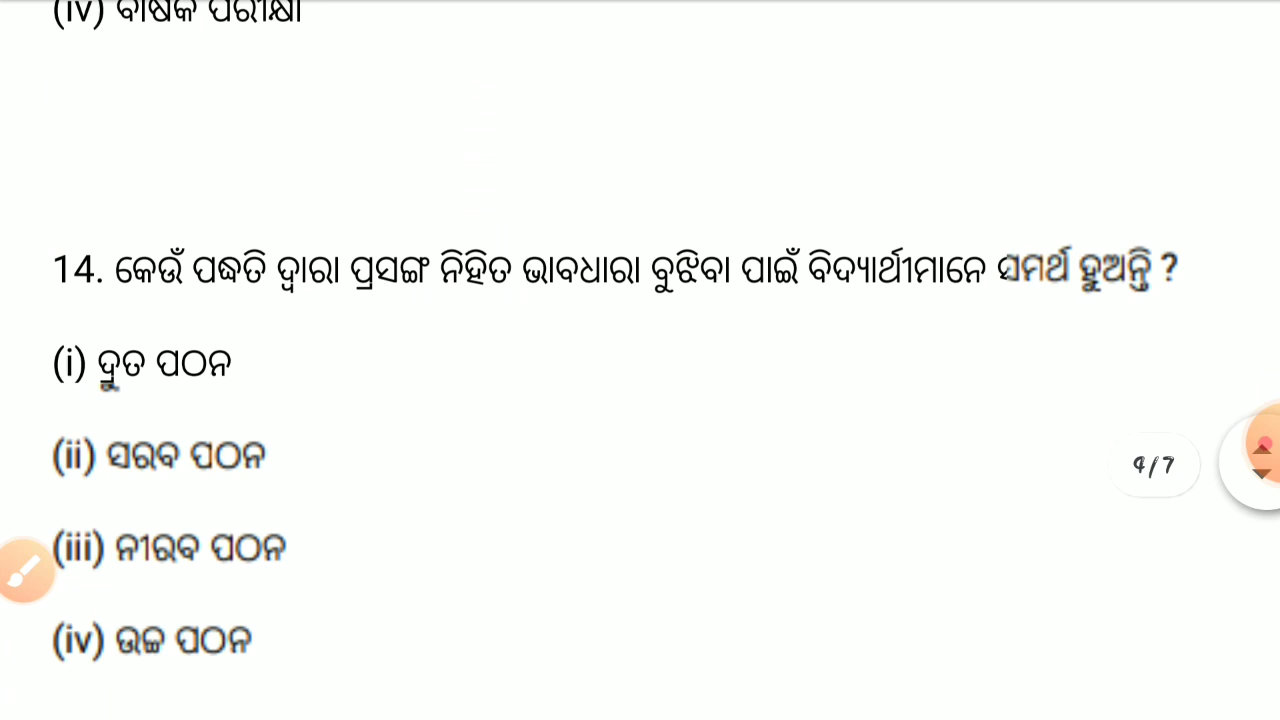 (iv) ବାର୍ଷିକ ପରୀକ୍ଷା
14. କେଉଁ ପଦ୍ଧତି ଦ୍ୱାରା ପ୍ରସଙ୍ଗ ନିହିତ ଭାବଧାରା ବୁଝିବା ପାଇଁ ବିଦ୍ୟାର୍ଥୀମାନେ ସମର୍ଥ ହୁଅନ୍ତି ?
(i) ଦ୍ରୁତ ପଠନ
(ii) ସରବ ପଠନ
4/7
(iii) ନୀରବ ପଠନ
(iv) ଉଚ୍ଚ ପଠନ